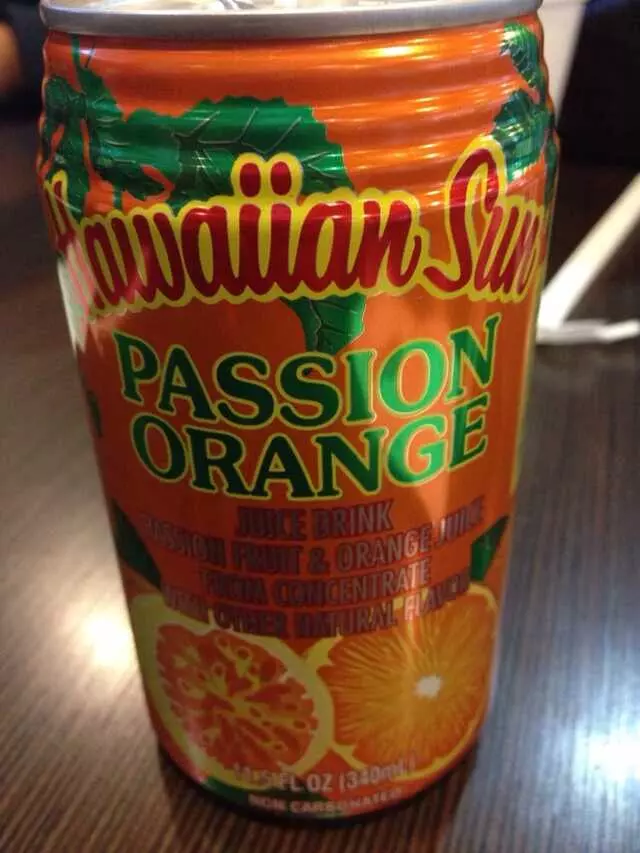 Hawaiian Sun
PASSION
ORANGE
JUICE DRINK
PASSION FRUIT & ORANGE JUICE
FROM CONCENTRATE
WITH OTHER NATURAL FLAVOR
11.5 FL OZ (340mL)
NON CARBONATED